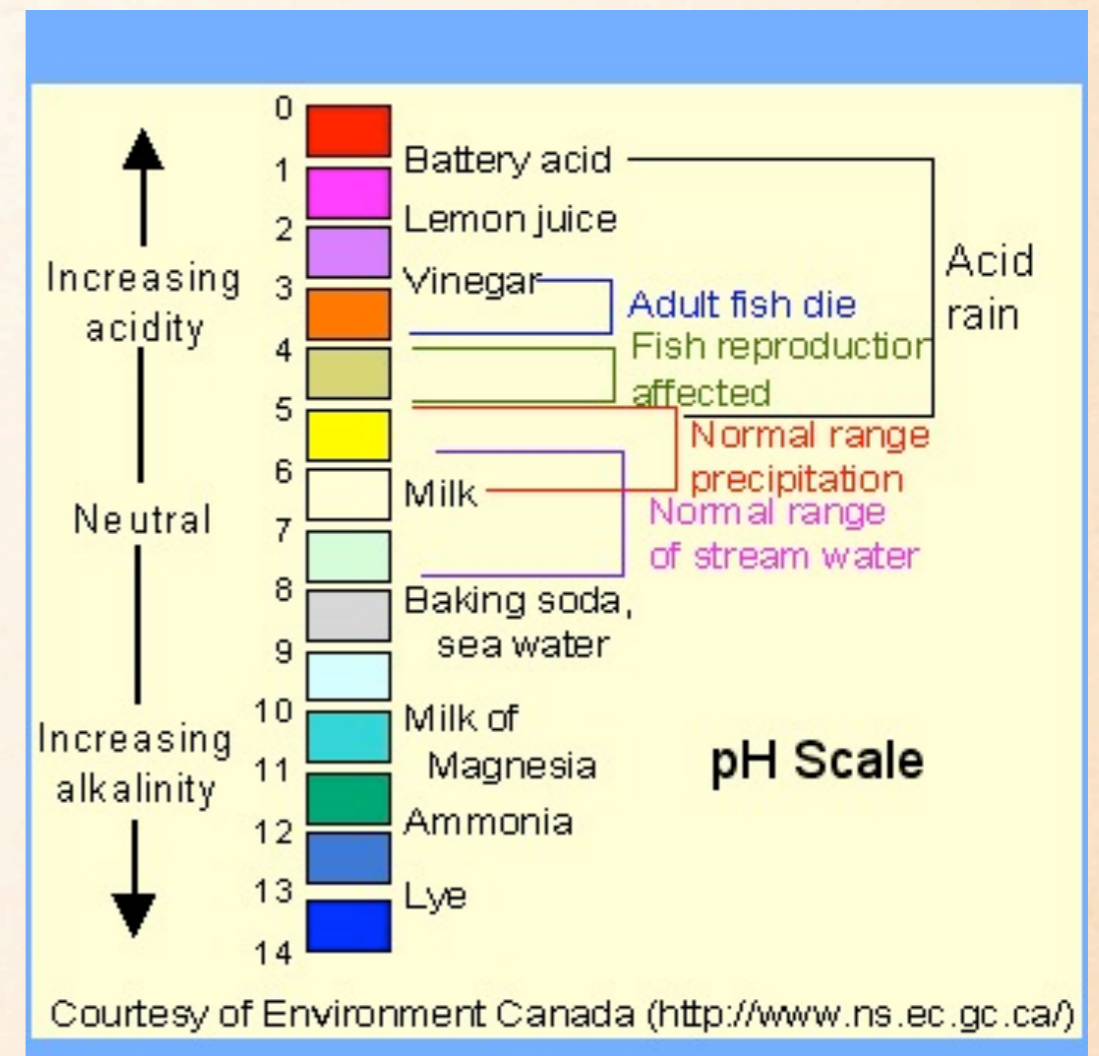 0
Battery acid
1
Lemon juice
2
Increasing
acidity
Vinegar
3
Adult fish die
Acid
rain
4
Fish reproduction
affected
5
Normal range
precipitation
6
Milk
Neutral
Normal range
of stream water
7
8
Baking soda,
sea water
9
10
Milk of
Magnesia
Increasing
alkalinity
11
pH Scale
Ammonia
12
13
Lye
14
Courtesy of Environment Canada (http://www.ns.ec.gc.ca/)